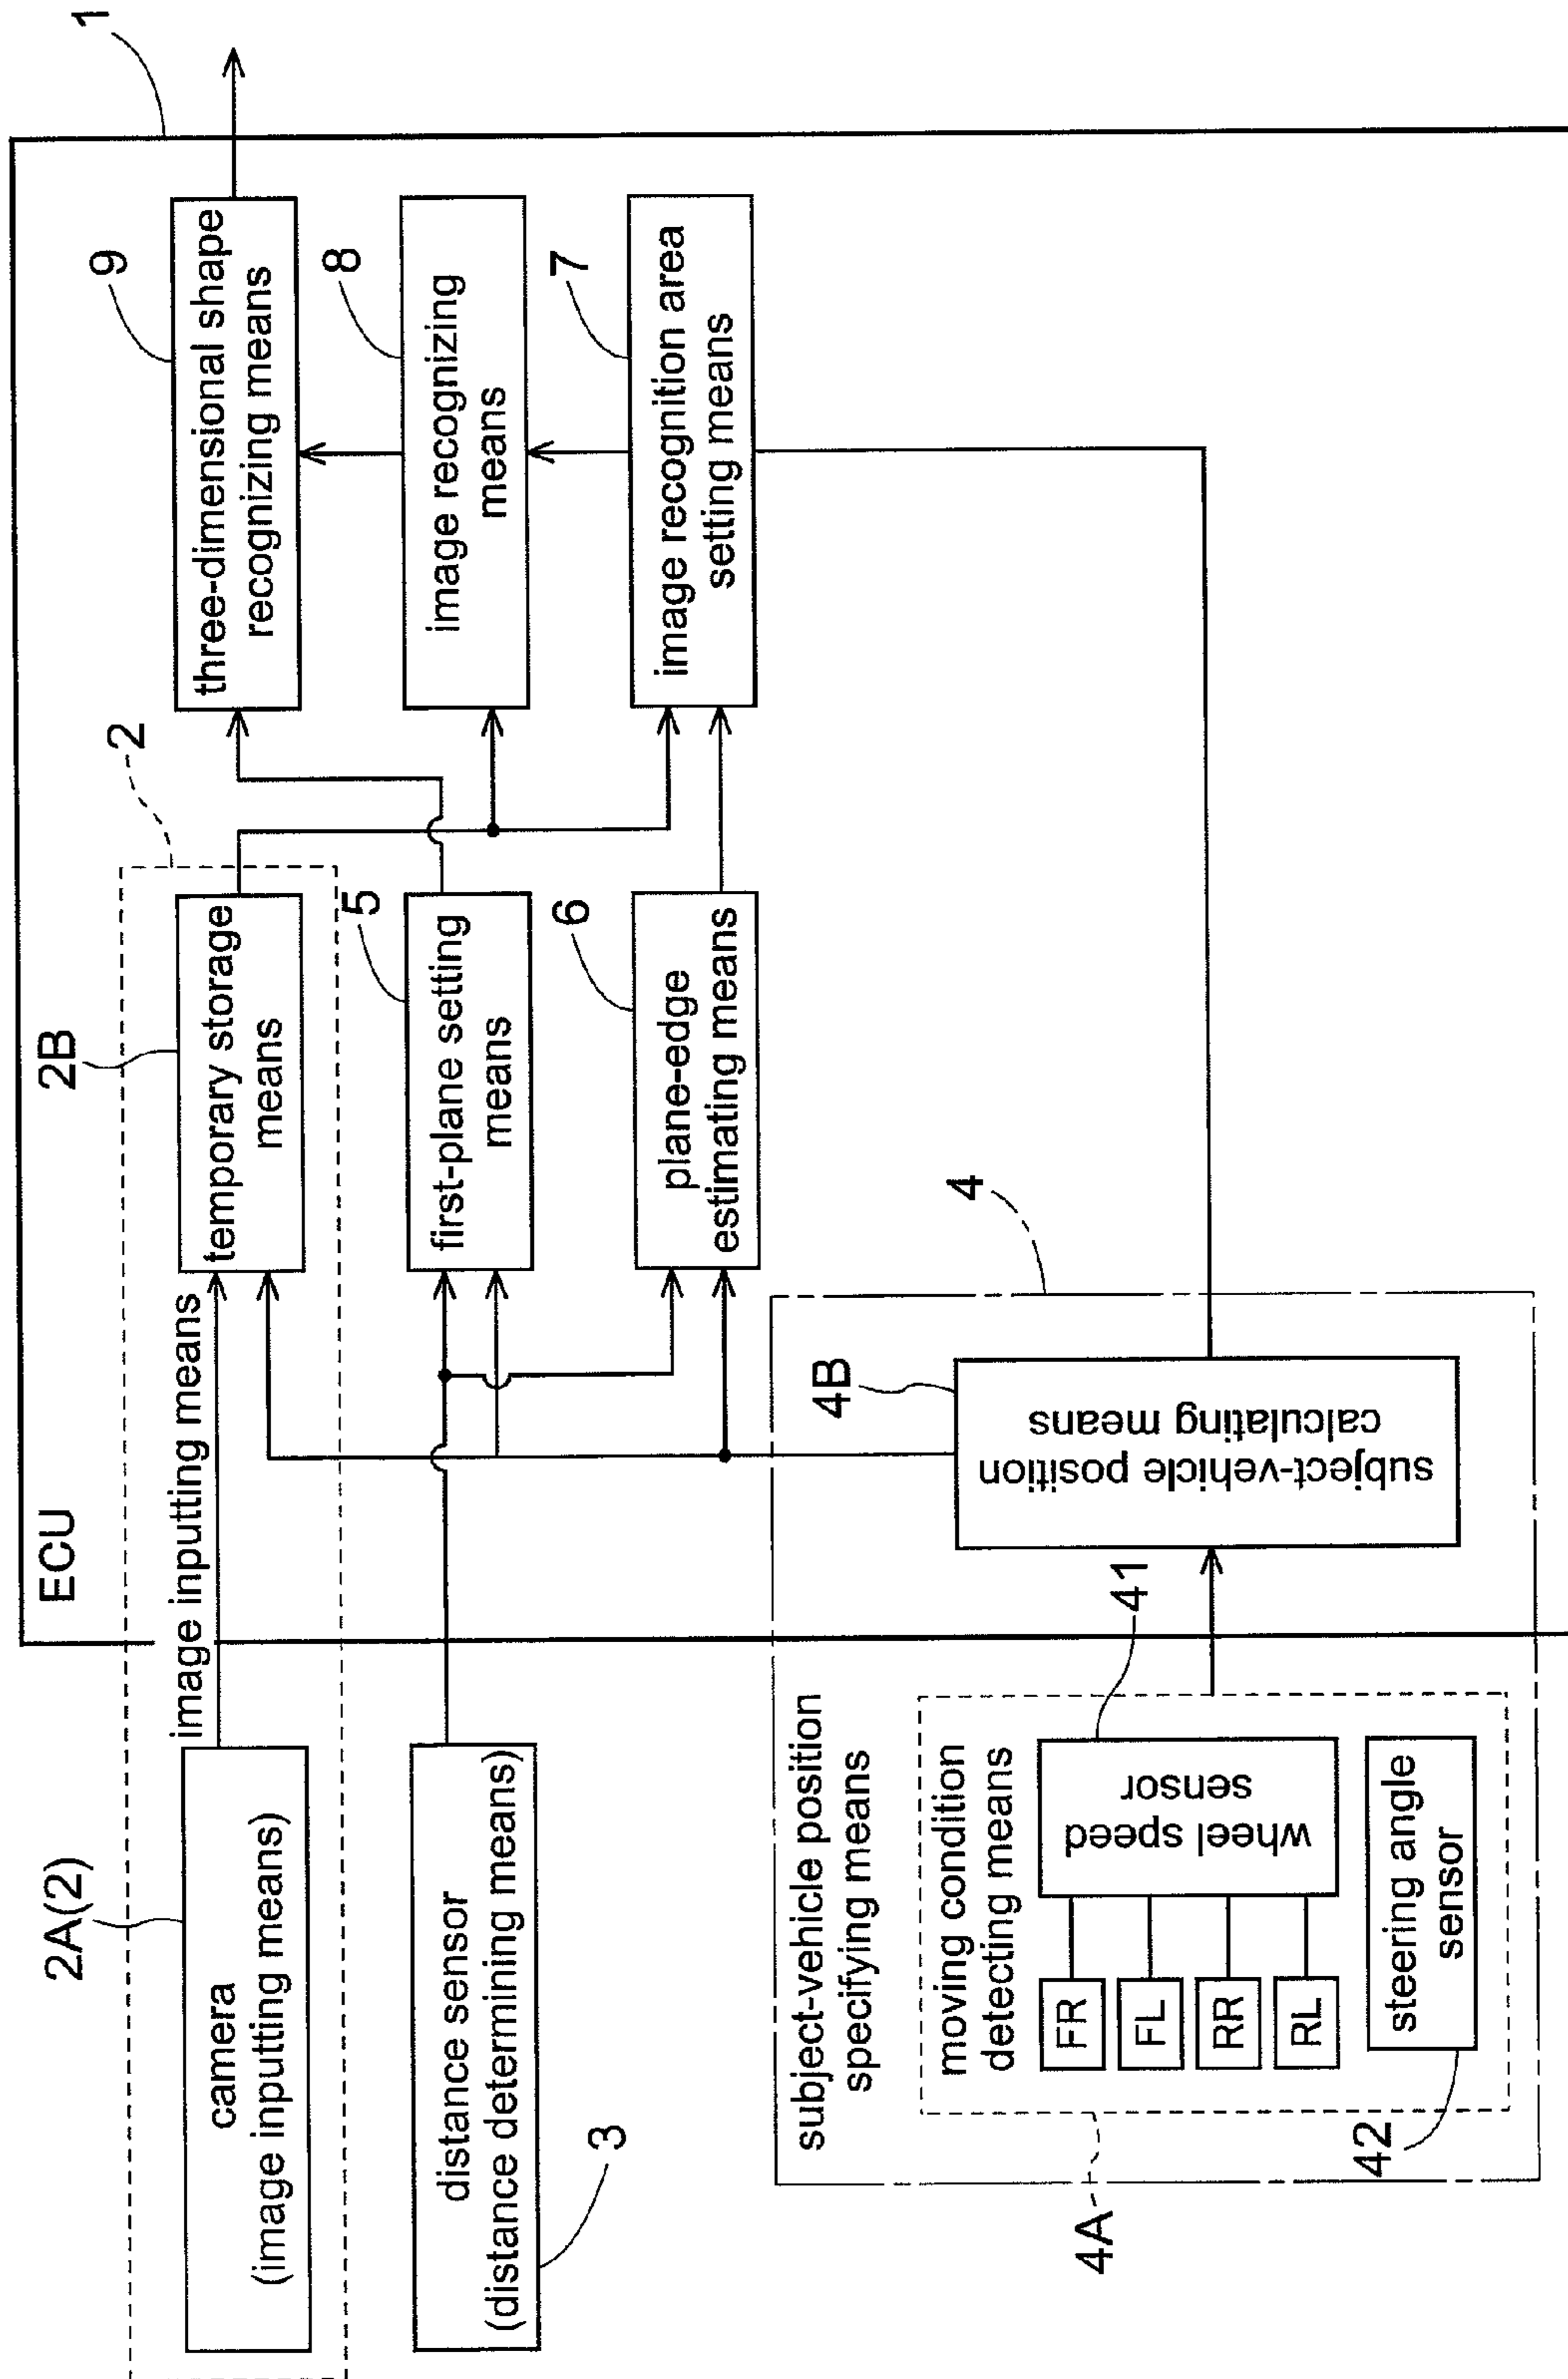 ECU
1
2A(2)
camera
(image inputting means)
image inputting means
2B
temporary storage
means
2
9
three-dimensional shape
recognizing means
distance sensor
(distance determining means)
3
5
first-plane setting
means
8
image recognizing
means
6
plane-edge
estimating means
7
image recognition area
setting means
subject-vehicle position
specifying means
4
4B
subject-vehicle position
calculating means
moving condition
detecting means
41
wheel speed
sensor
FR
FL
RR
RL
steering angle
sensor
42
4A